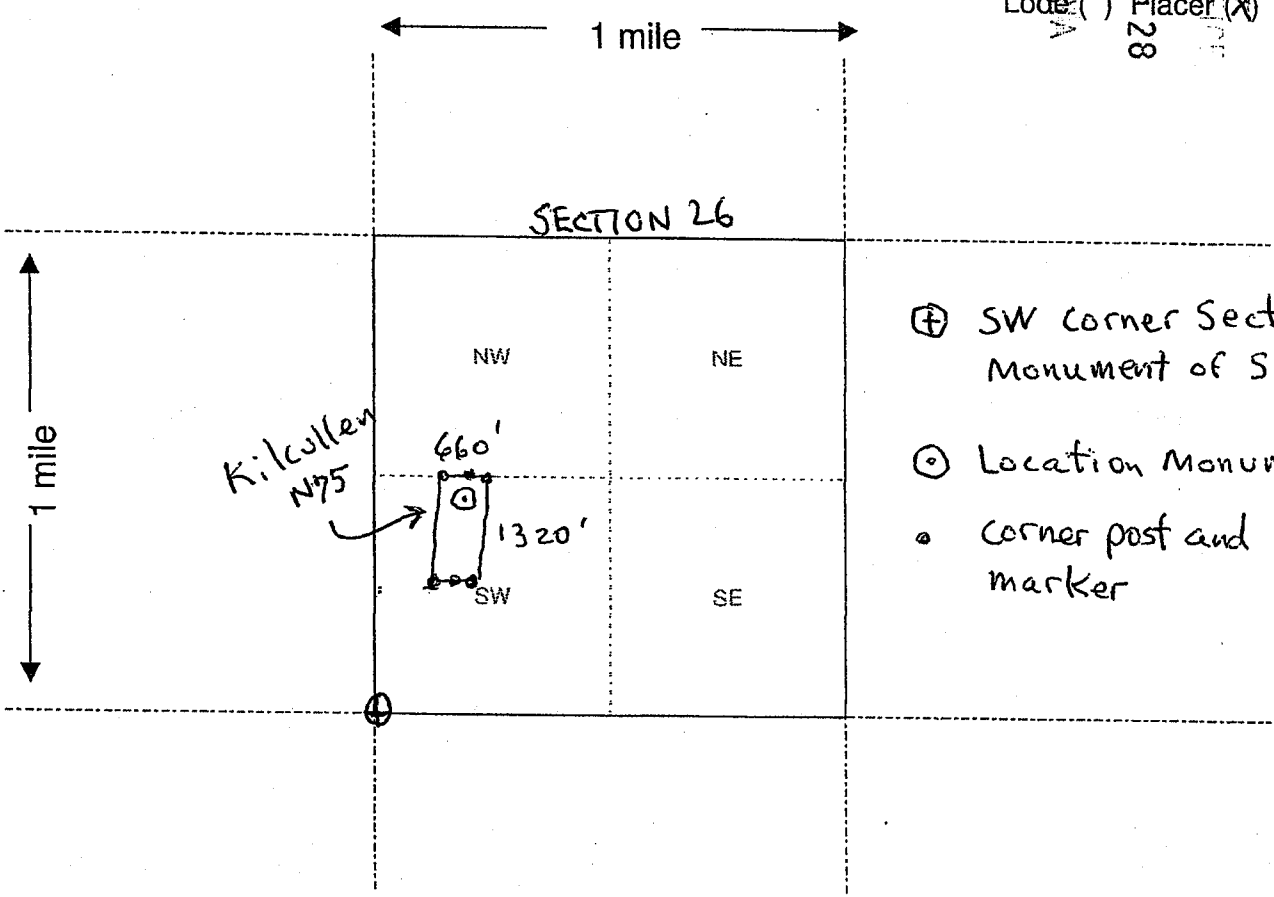 Lode ( ) Placer (X)
28
1 mile
SECTION 26
NW
NE
⊕ SW Corner Sect
Monument of S
Kilcullen
N75
660'
1 mile
⊙ Location Monum
1320'
• Corner post and
marker
SW
SE